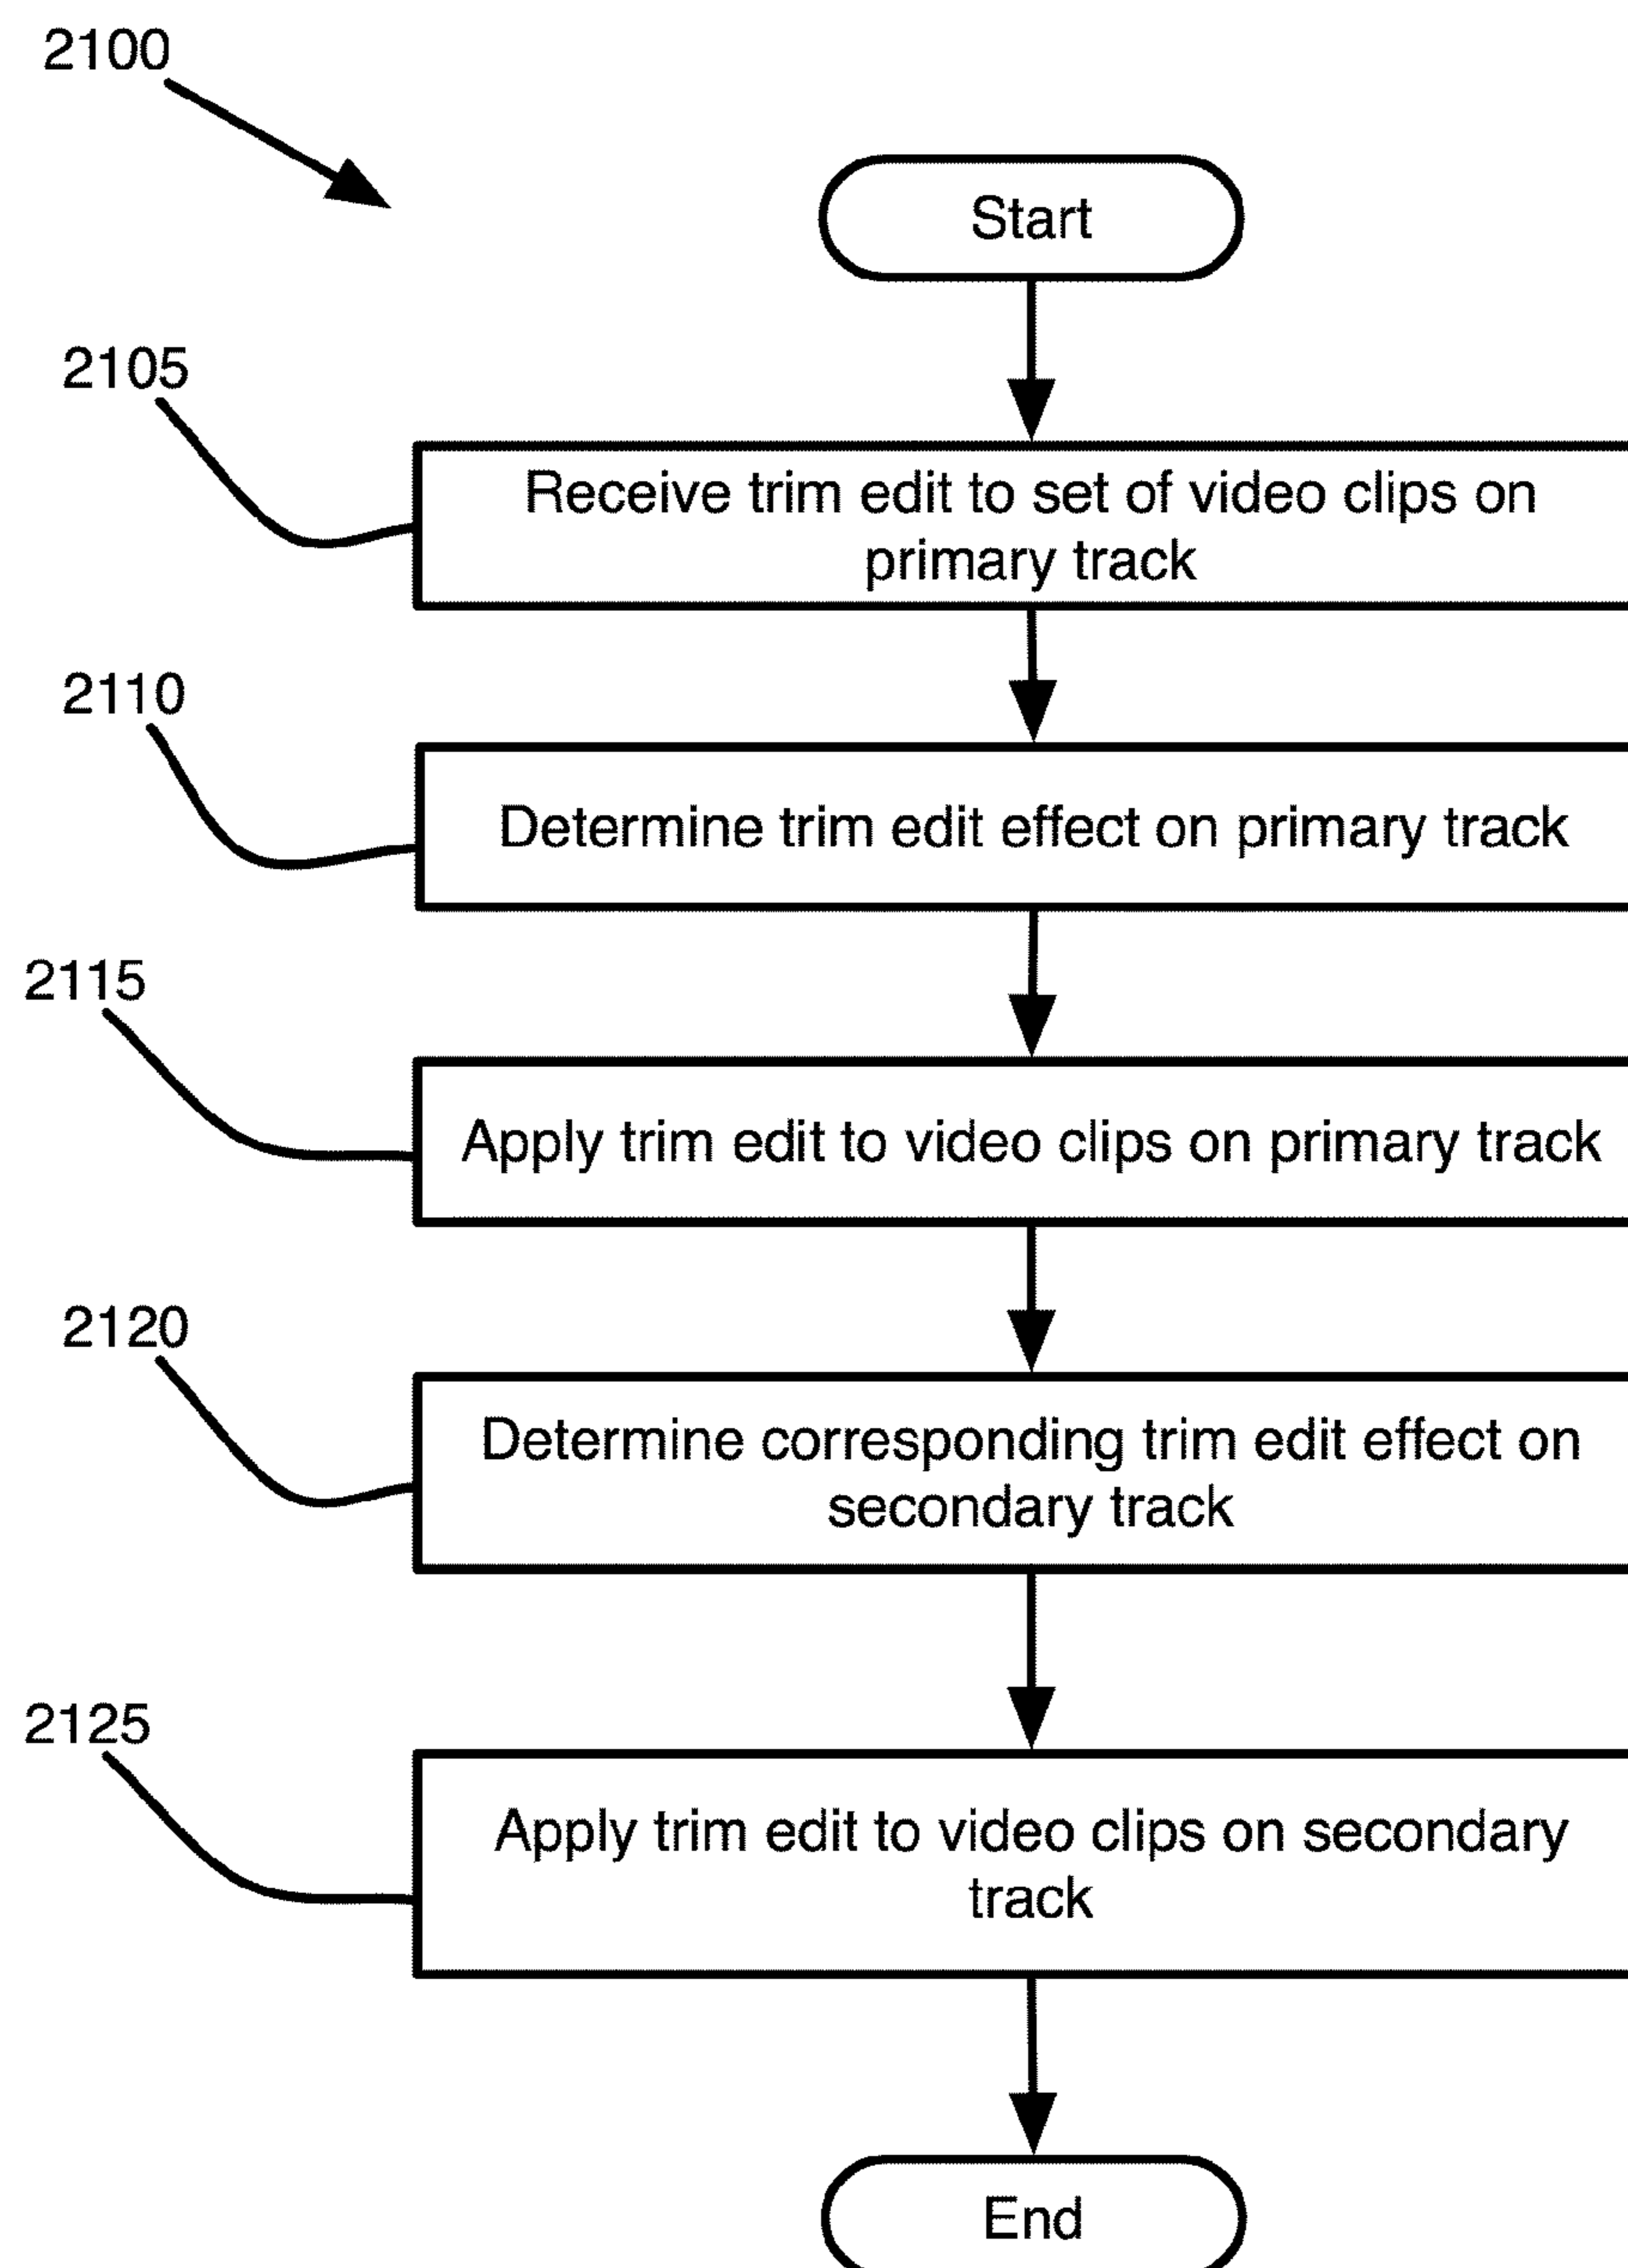 2100
Start
2105
Receive trim edit to set of video clips on
primary track
2110
Determine trim edit effect on primary track
2115
Apply trim edit to video clips on primary track
2120
Determine corresponding trim edit effect on
secondary track
2125
Apply trim edit to video clips on secondary
track
End